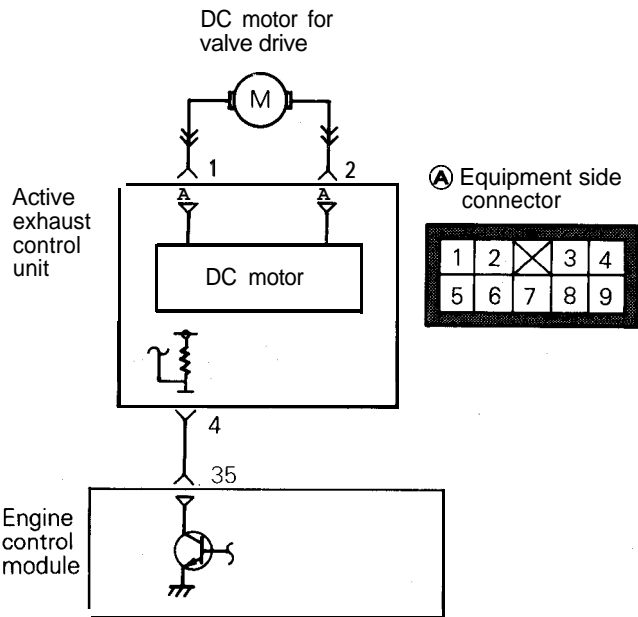 DC motor for
valve drive
M
1
2
A
A
Active
exhaust
control
unit
DC motor
Ⓐ Equipment side
connector
1 2 3 4
5 6 7 8 9
4
35
Engine
control
module